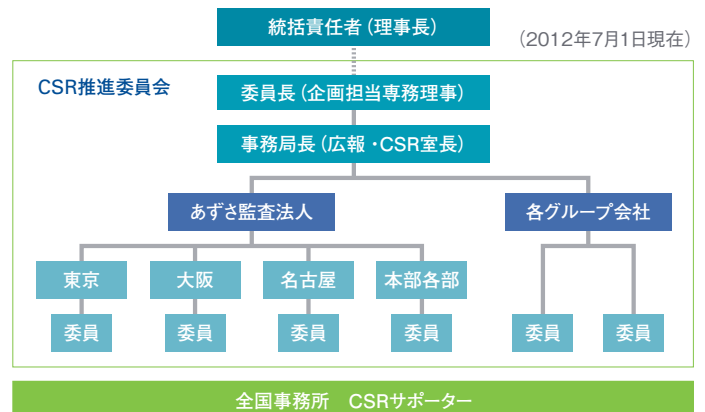 統括責任者（理事長）
（2012年7月1日現在）
CSR推進委員会
委員長（企画担当専務理事）
事務局長（広報・CSR室長）
あずさ監査法人
各グループ会社
東京
大阪
名古屋
本部各部
委員
委員
委員
委員
委員
委員
全国事務所　CSRサポーター